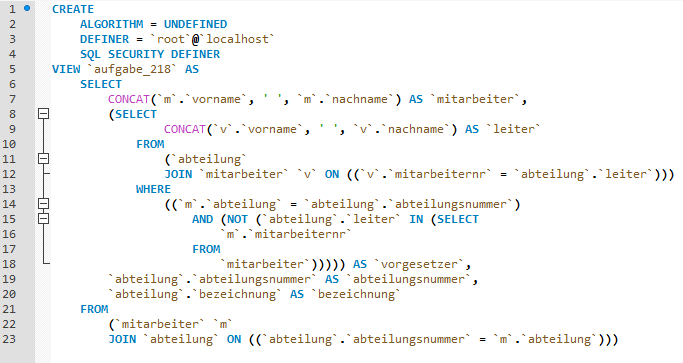 1 CREATE
2     ALGORITHM = UNDEFINED
3     DEFINER = `root`@`localhost`
4     SQL SECURITY DEFINER
5 VIEW `aufgabe_218` AS
6     SELECT
7         CONCAT(`m`.`vorname`, ' ', `m`.`nachname`) AS `mitarbeiter`,
8         (SELECT
9                 CONCAT(`v`.`vorname`, ' ', `v`.`nachname`) AS `leiter`
10             FROM
11                 (`abteilung`
12                 JOIN `mitarbeiter` `v` ON ((`v`.`mitarbeiternr` = `abteilung`.`leiter`)))
13             WHERE
14                 ((`m`.`abteilung` = `abteilung`.`abteilungsnummer`)
15                     AND (NOT (`abteilung`.`leiter` IN (SELECT
16                         `m`.`mitarbeiternr`
17                     FROM
18                         `mitarbeiter`))))) AS `vorgesetzer`,
19         `abteilung`.`abteilungsnummer` AS `abteilungsnummer`,
20         `abteilung`.`bezeichnung` AS `bezeichnung`
21     FROM
22         (`mitarbeiter` `m`
23         JOIN `abteilung` ON ((`abteilung`.`abteilungsnummer` = `m`.`abteilung`)))